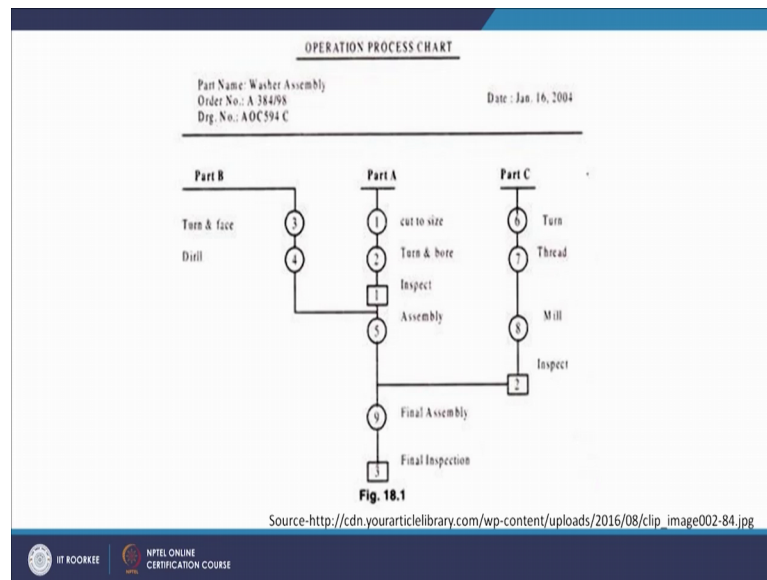 OPERATION PROCESS CHART
Part Name: Washer Assembly
Order No.: A 384/98
Drg. No.: AOC594 C
Date : Jan. 16, 2004
Part B
Part A
Part C
Turn & face
3
1
cut to size
6
Turn
Dirll
4
2
Turn & bore
7
Thread
1
Inspect
5
Assembly
8
Mill
2
Inspect
9
Final Assembly
3
Final Inspection
Fig. 18.1
Source-http://cdn.yourarticlelibrary.com/wp-content/uploads/2016/08/clip_image002-84.jpg
IIT ROORKEE
NPTEL ONLINE
CERTIFICATION COURSE